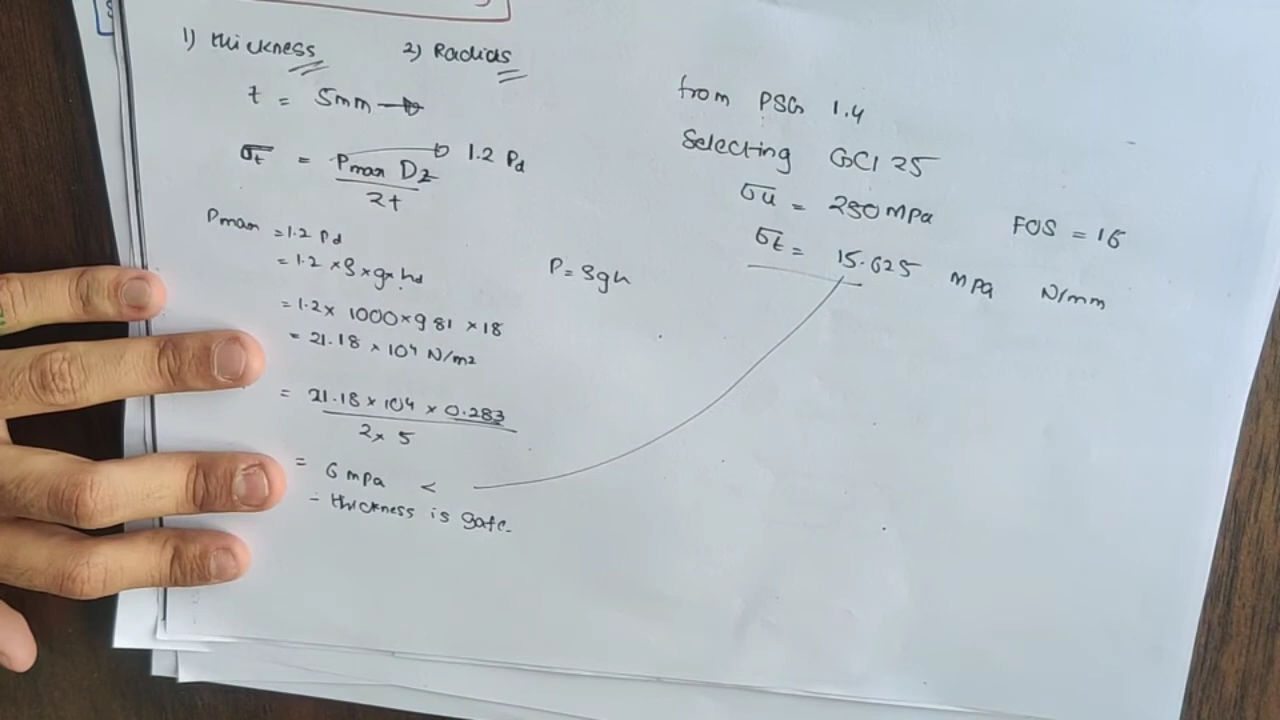 1) thickness 2) Radius
t = 5mm →
σt = Pmax D2 / 2t → 1.2 Pd
Pmax = 1.2 Pd
= 1.2 × ρ × g × hd
P = ρgh
= 1.2 × 1000 × 9 81 × 18
= 21.18 × 10⁴ N/m²
= 21.18 × 10⁴ × 0.283 / 2 × 5
= 6 mPa <
∴ thickness is safe.
from PSG 1.4
Selecting GCI 25
σu = 250 mPa FOS = 16
σt = 15.625 mPa N/mm